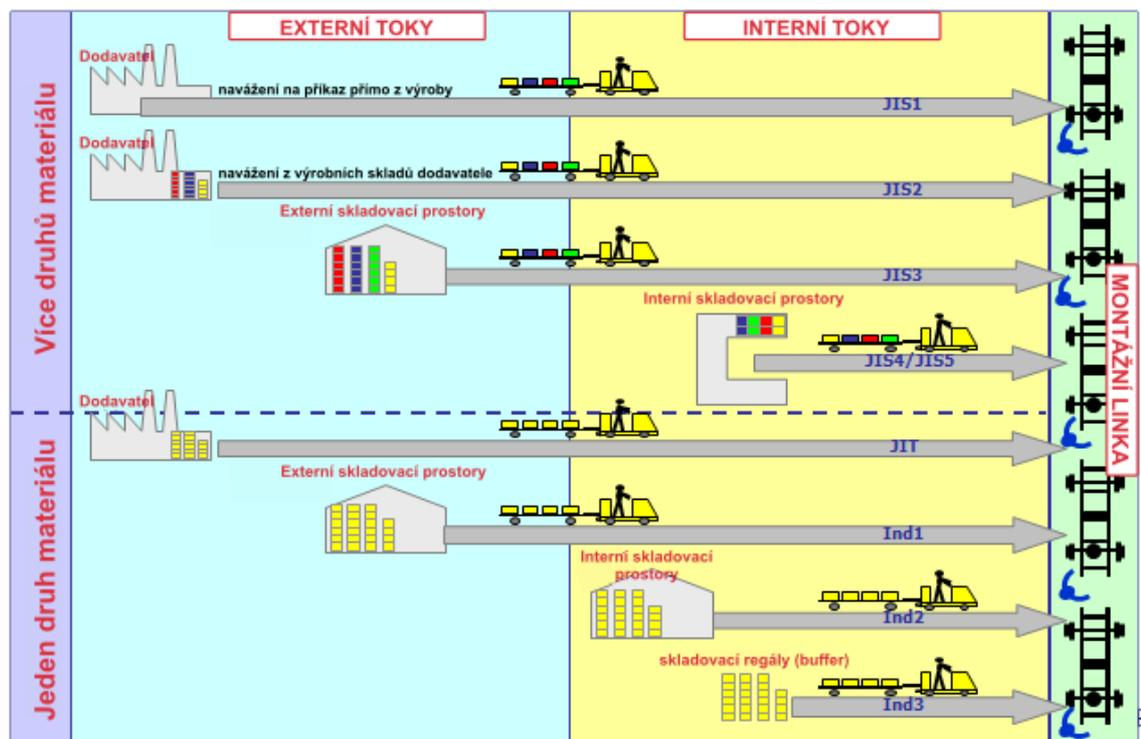 EXTERNÍ TOKY
INTERNÍ TOKY
Více druhů materiálu
Dodavatel
navážení na příkaz přímo z výroby
JIS1
Dodavatel
navážení z výrobních skladů dodavatele
JIS2
Externí skladovací prostory
JIS3
Interní skladovací prostory
JIS4/JIS5
MONTÁŽNÍ LINKA
Jeden druh materiálu
Dodavatel
JIT
Externí skladovací prostory
Ind1
Interní skladovací
prostory
Ind2
skladovací regály (buffer)
Ind3